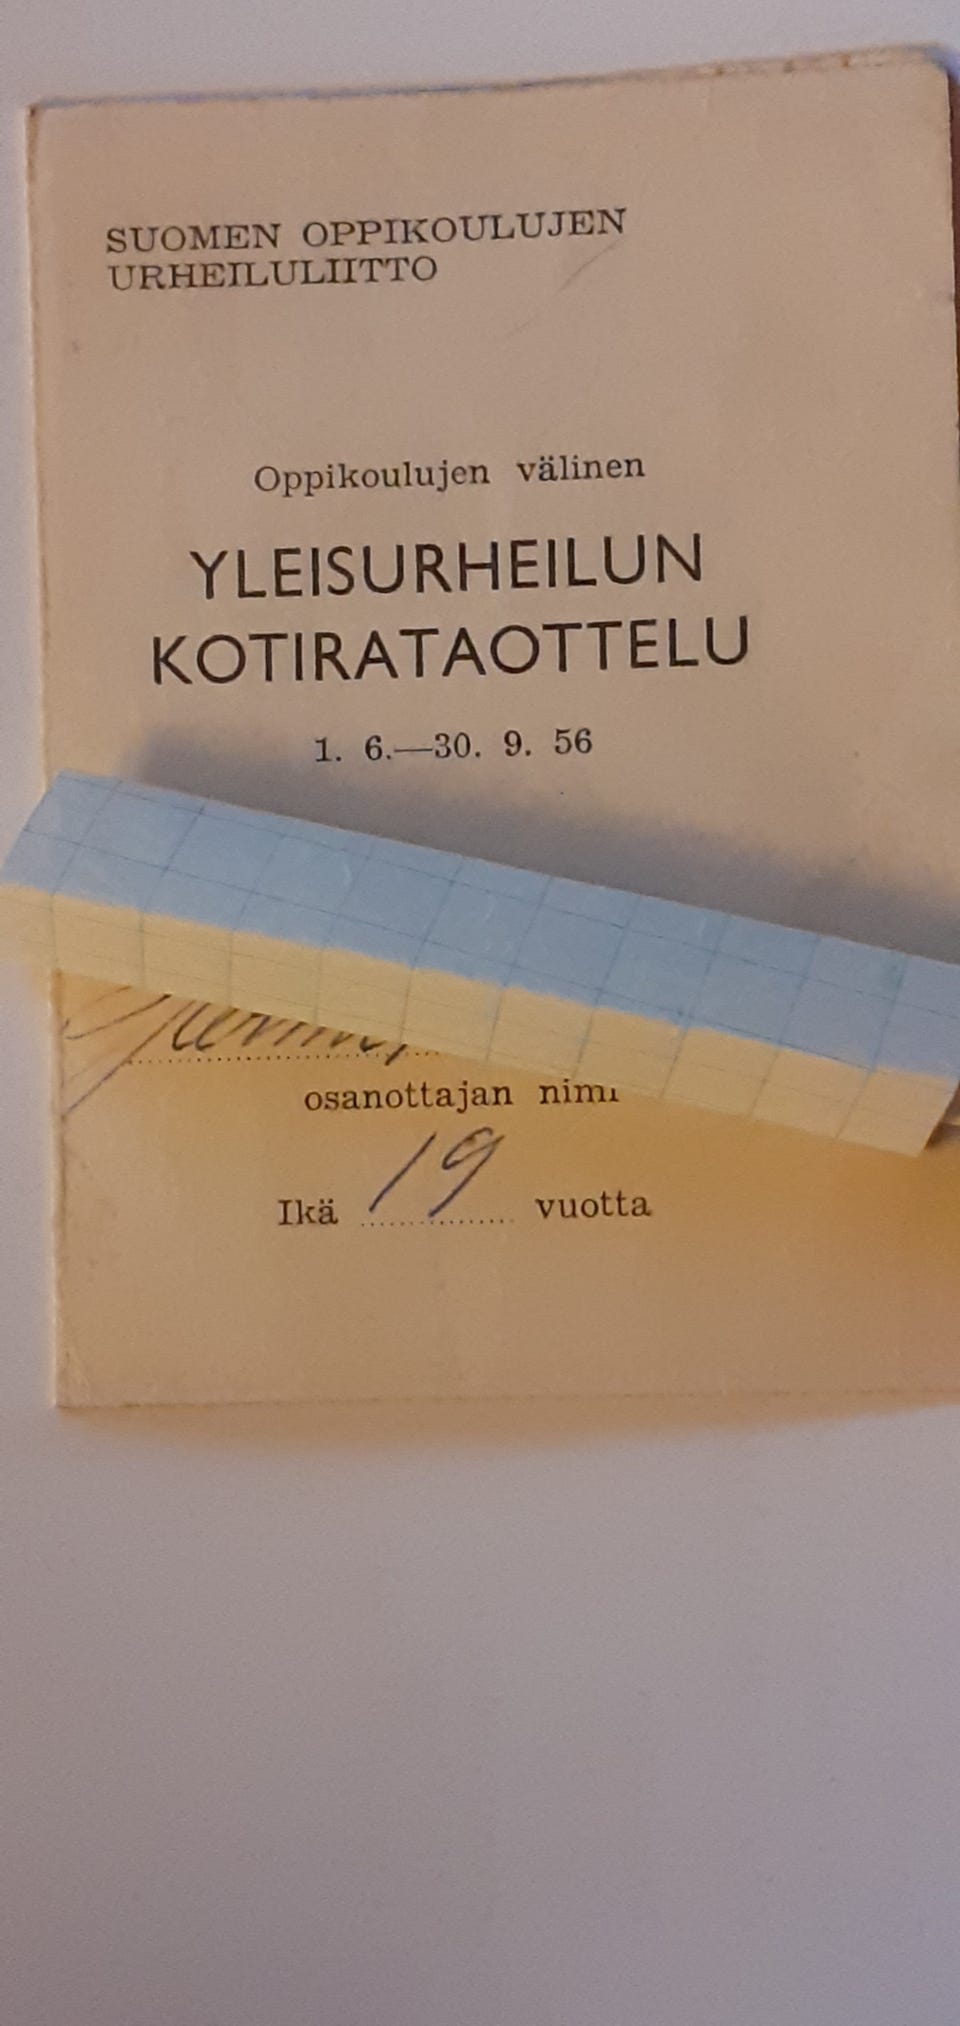 SUOMEN OPPIKOULUJEN
URHEILULIITTO
Oppikoulujen välinen
YLEISURHEILUN
KOTIRATAOTTELU
1. 6.—30. 9. 56
osanottajan nimi
Ikä 19 vuotta